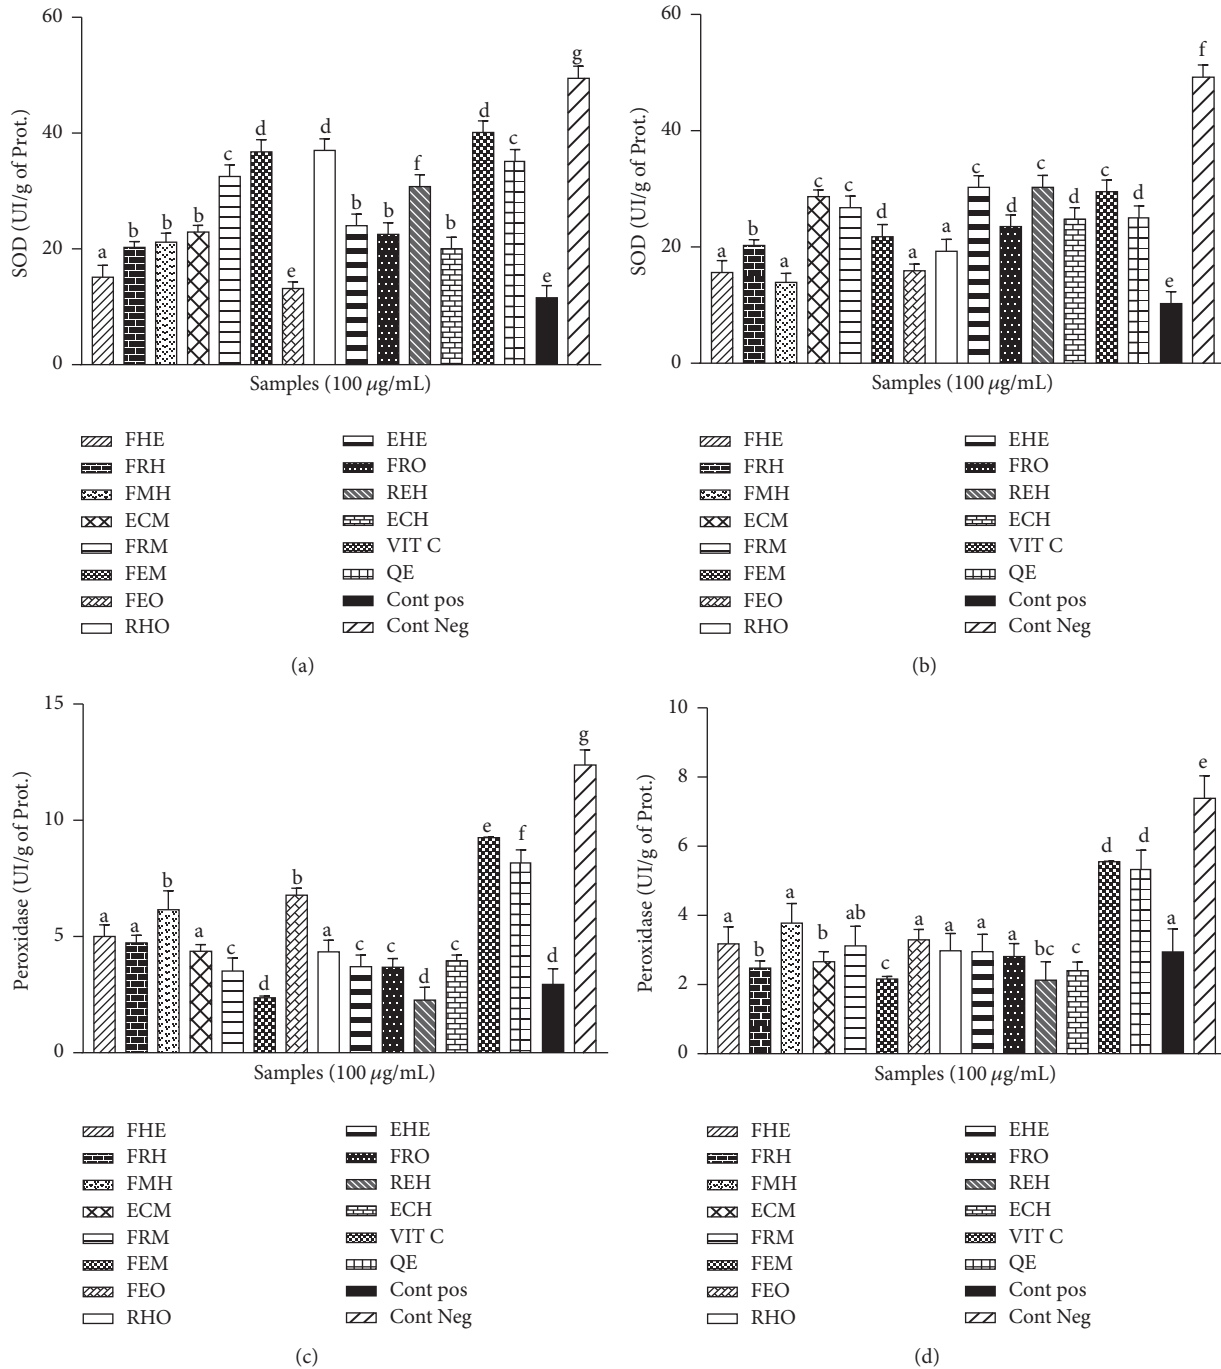 60
40
20
0
SOD (UI/g of Prot.)
a b b b c d e d b b f b d c e g
Samples (100 μg/mL)
FHE EHE
FRH FRO
FMH REH
ECM ECH
FRM VIT C
FEM QE
FEO Cont pos
RHO Cont Neg
(a)
60
40
20
0
SOD (UI/g of Prot.)
a b a c c d a a c d c d c d e f
Samples (100 μg/mL)
FHE EHE
FRH FRO
FMH REH
ECM ECH
FRM VIT C
FEM QE
FEO Cont pos
RHO Cont Neg
(b)
15
10
5
0
Peroxidase (UI/g of Prot.)
a a b a c d b a c c d c e f d g
Samples (100 μg/mL)
FHE EHE
FRH FRO
FMH REH
ECM ECH
FRM VIT C
FEM QE
FEO Cont pos
RHO Cont Neg
(c)
10
8
6
4
2
0
Peroxidase (UI/g of Prot.)
a b a b ab c a a a a bc c d d a e
Samples (100 μg/mL)
FHE EHE
FRH FRO
FMH REH
ECM ECH
FRM VIT C
FEM QE
FEO Cont pos
RHO Cont Neg
(d)